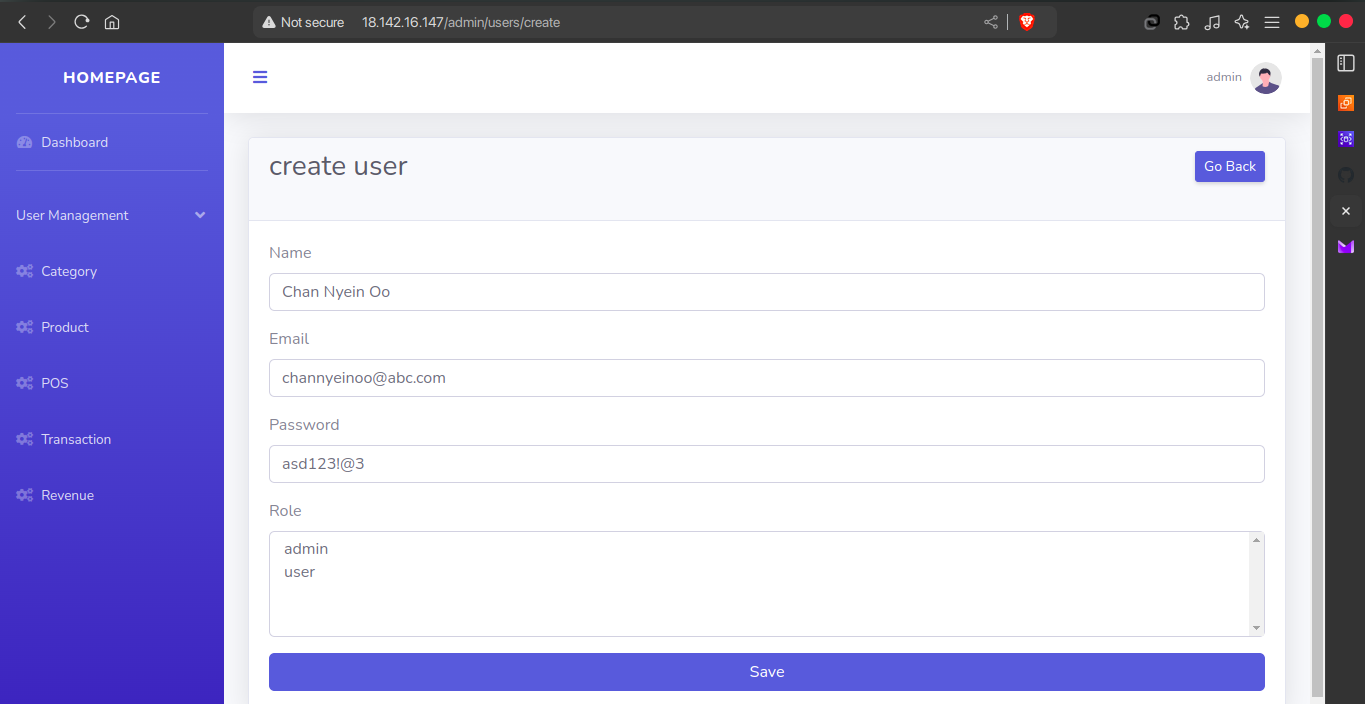 Not secure 18.142.16.147/admin/users/create
HOMEPAGE
admin
Dashboard
User Management
Category
Product
POS
Transaction
Revenue
create user
Go Back
Name
Chan Nyein Oo
Email
channyeinoo@abc.com
Password
asd123!@3
Role
admin
user
Save